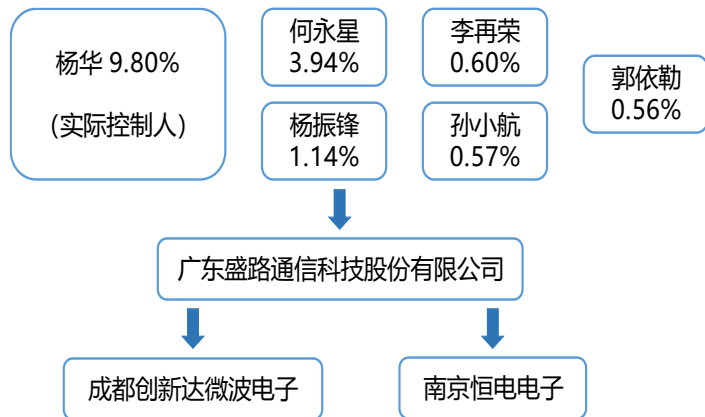 杨华 9.80%
(实际控制人)
何永星
3.94%
李再荣
0.60%
郭依勒
0.56%
杨振锋
1.14%
孙小航
0.57%
广东盛路通信科技股份有限公司
成都创新达微波电子
南京恒电电子